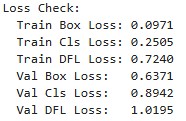 Loss Check:
Train Box Loss: 0.0971
Train Cls Loss: 0.2505
Train DFL Loss: 0.7240
Val Box Loss: 0.6371
Val Cls Loss: 0.8942
Val DFL Loss: 1.0195